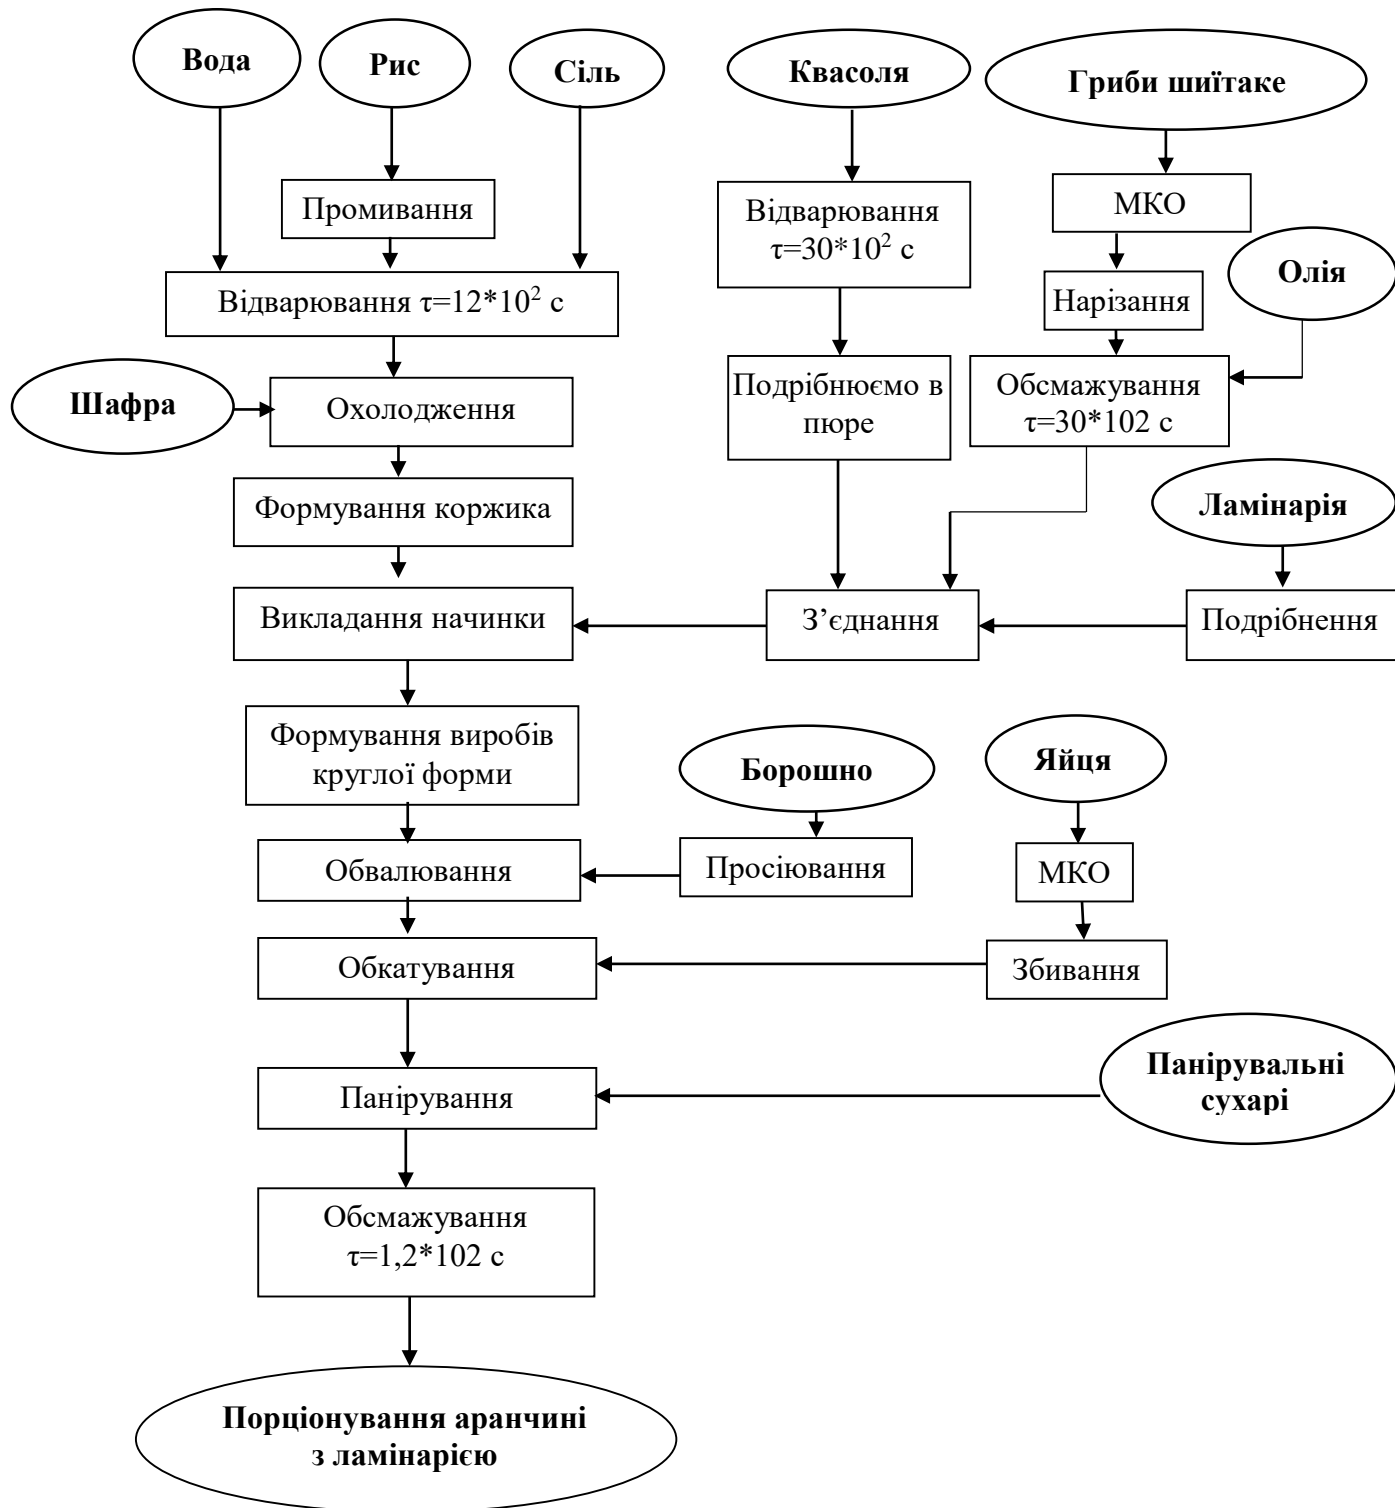 Вода
Рис
Сіль
Квасоля
Гриби шиїтаке
Промивання
Відварювання
τ=30*10² с
МКО
Відварювання τ=12*10² с
Нарізання
Олія
Шафра
Охолодження
Подрібнюємо в
пюре
Обсмажування
τ=30*102 с
Формування коржика
Ламінарія
Викладання начинки
З’єднання
Подрібнення
Формування виробів
круглої форми
Борошно
Яйця
Обвалювання
Просіювання
МКО
Обкатування
Збивання
Панірування
Панірувальні
сухарі
Обсмажування
τ=1,2*102 с
Порціонування аранчині
з ламінарією